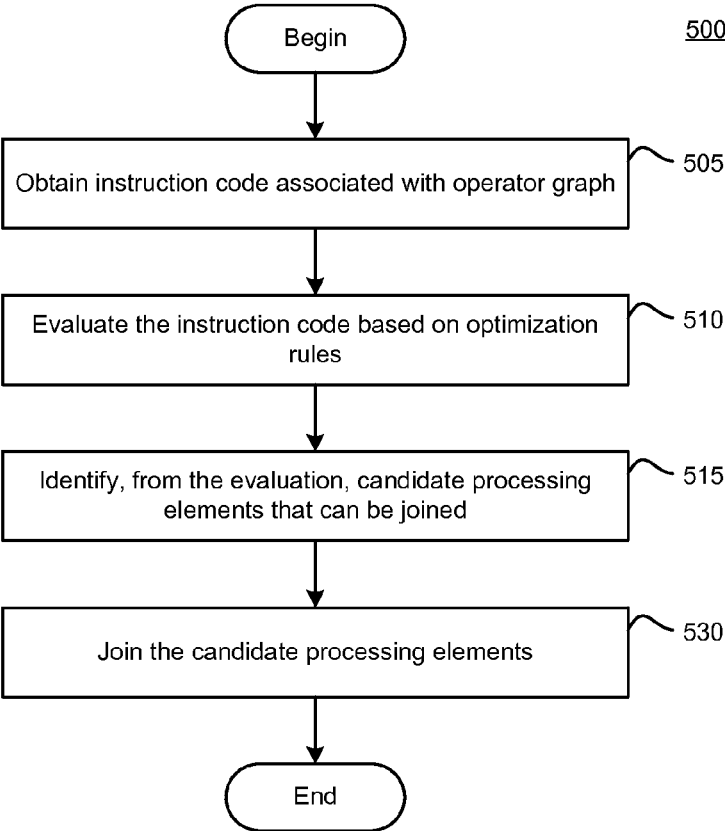 Begin
500
Obtain instruction code associated with operator graph
505
Evaluate the instruction code based on optimization
rules
510
Identify, from the evaluation, candidate processing
elements that can be joined
515
Join the candidate processing elements
530
End